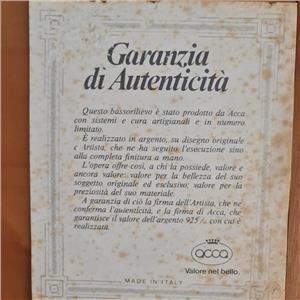 Garanzia
di Autenticità
Questo bassorilievo è stato prodotto da Acca
con sistemi e cura artigianali e in numero
limitato.
È realizzato in argento, su disegno originale
d'Artista, che ne ha seguito l'esecuzione sino
alla completa finitura a mano.
L'opera offre così, a chi la possiede, valore e
ancora valore: valore per la bellezza del suo
soggetto originale ed esclusivo; valore per la
preziosità del suo materiale.
A garanzia di ciò la firma dell'Artista, che ne
conferma l'autenticità, e la firma di Acca, che
garantisce il valore dell'argento 925‰ con cui è
realizzata.
acca
Valore nel bello.
MADE IN ITALY